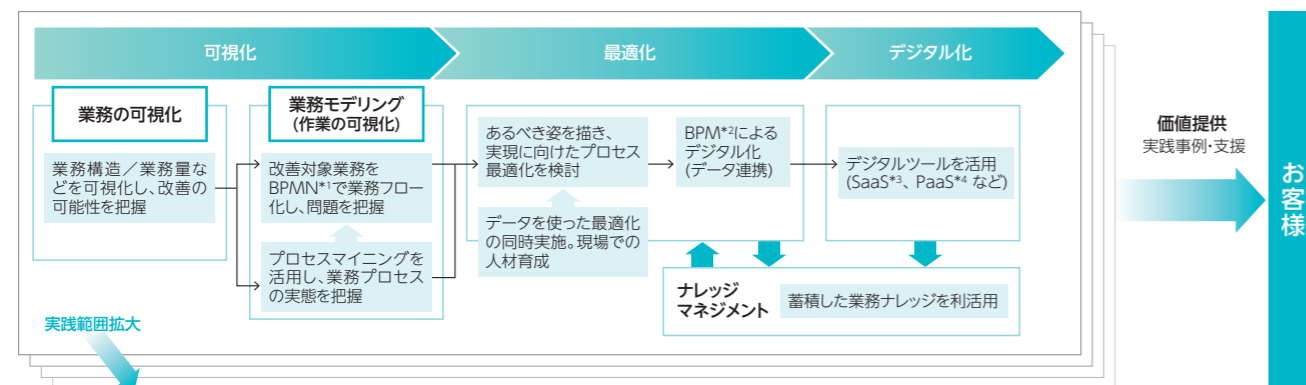 可視化
最適化
デジタル化
業務の可視化
業務構造／業務量な
どを可視化し、改善の
可能性を把握
業務モデリング
(作業の可視化)
改善対象業務を
BPMN*1で業務フロー
化し、問題を把握
プロセスマイニングを
活用し、業務プロセス
の実態を把握
あるべき姿を描き、
実現に向けたプロセス
最適化を検討
データを使った最適化
の同時実施。現場での
人材育成
BPM*2による
デジタル化
(データ連携)
デジタルツールを活用
(SaaS*3、PaaS*4 など)
ナレッジ
マネジメント
蓄積した業務ナレッジを利活用
実践範囲拡大
価値提供
実践事例・支援
お客様